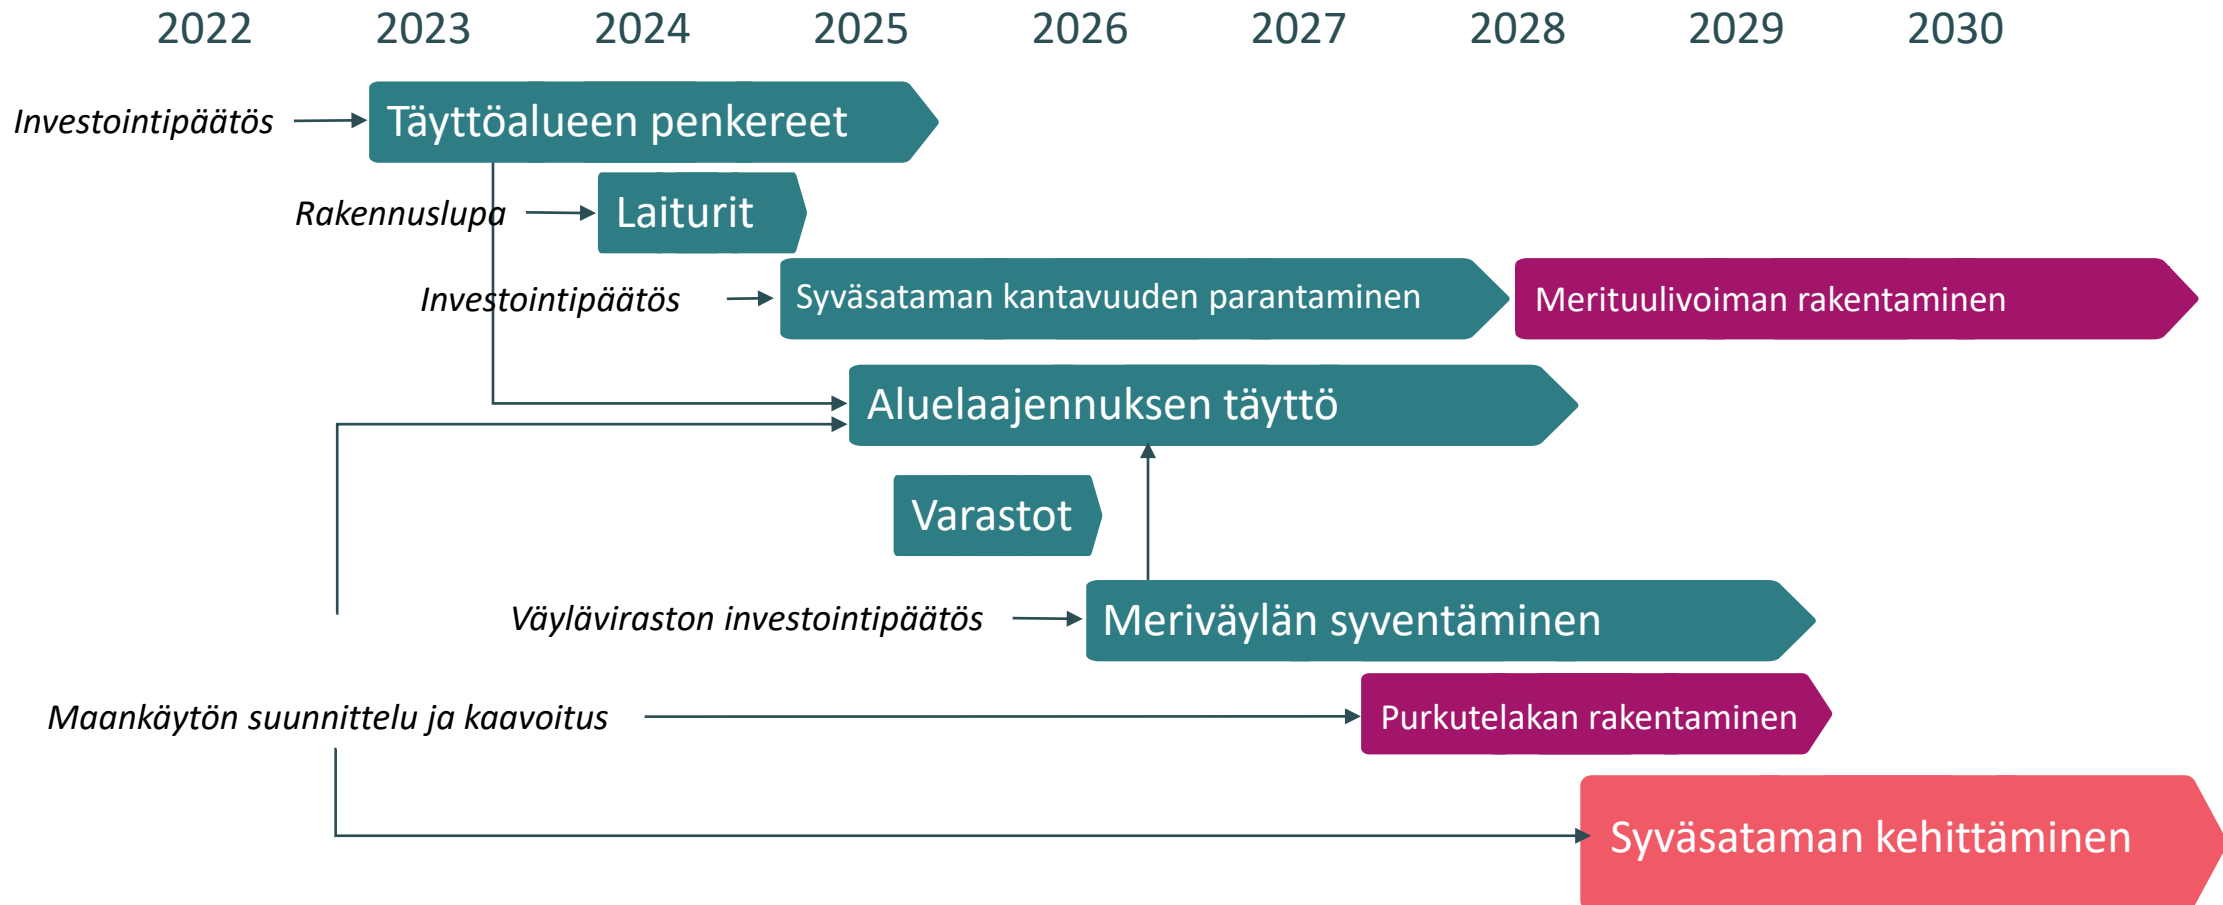 2022 2023 2024 2025 2026 2027 2028 2029 2030
Investointipäätös
Täyttöalueen penkereet
Rakennuslupa
Laiturit
Investointipäätös
Syväsataman kantavuuden parantaminen
Merituulivoiman rakentaminen
Aluelaajennuksen täyttö
Varastot
Väyläviraston investointipäätös
Meriväylän syventäminen
Maankäytön suunnittelu ja kaavoitus
Purkutelakan rakentaminen
Syväsataman kehittäminen